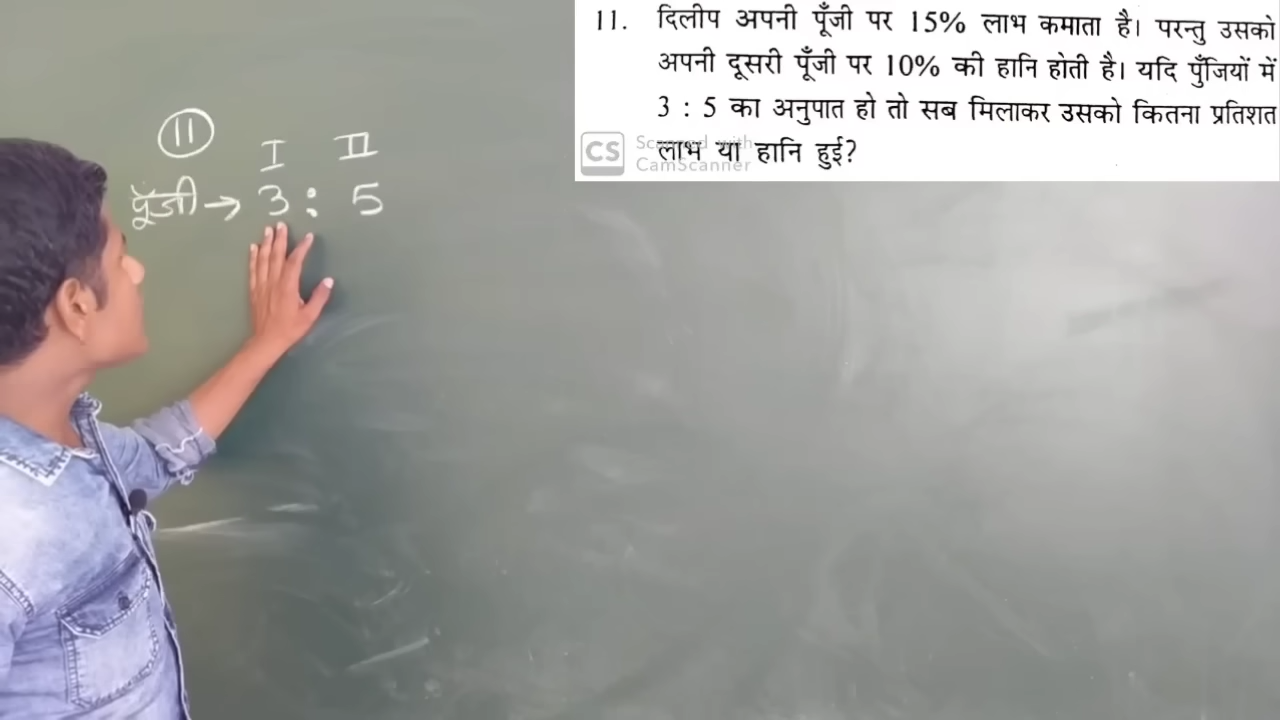 11. दिलीप अपनी पूँजी पर 15% लाभ कमाता है। परन्तु उसको
अपनी दूसरी पूँजी पर 10% की हानि होती है। यदि पुँजियों में
3 : 5 का अनुपात हो तो सब मिलाकर उसको कितना प्रतिशत
लाभ या हानि हुई?
CS Scanned with
CamScanner
11
I II
पूँजी → 3 : 5